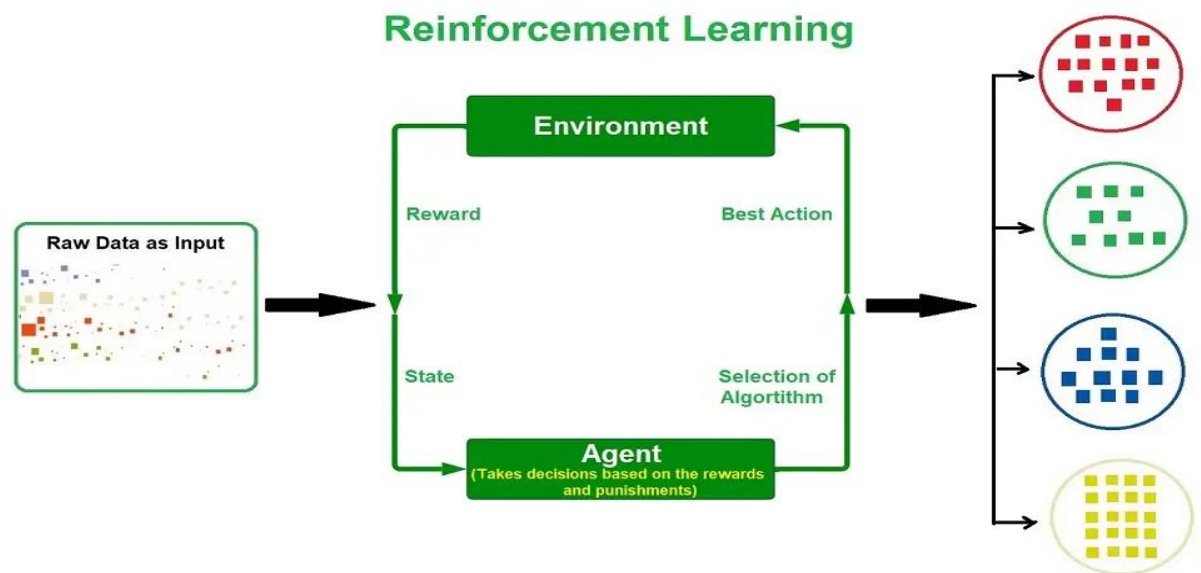 Reinforcement Learning
Environment
Reward
Best Action
Raw Data as Input
State
Selection of
Algortithm
Agent
(Takes decisions based on the rewards
and punishments)